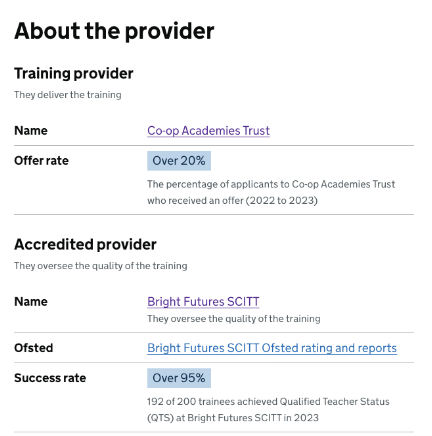 About the provider
Training provider
They deliver the training
Name
Co-op Academies Trust
Offer rate
Over 20%
The percentage of applicants to Co-op Academies Trust
who received an offer (2022 to 2023)
Accredited provider
They oversee the quality of the training
Name
Bright Futures SCITT
They oversee the quality of the training
Ofsted
Bright Futures SCITT Ofsted rating and reports
Success rate
Over 95%
192 of 200 trainees achieved Qualified Teacher Status
(QTS) at Bright Futures SCITT in 2023